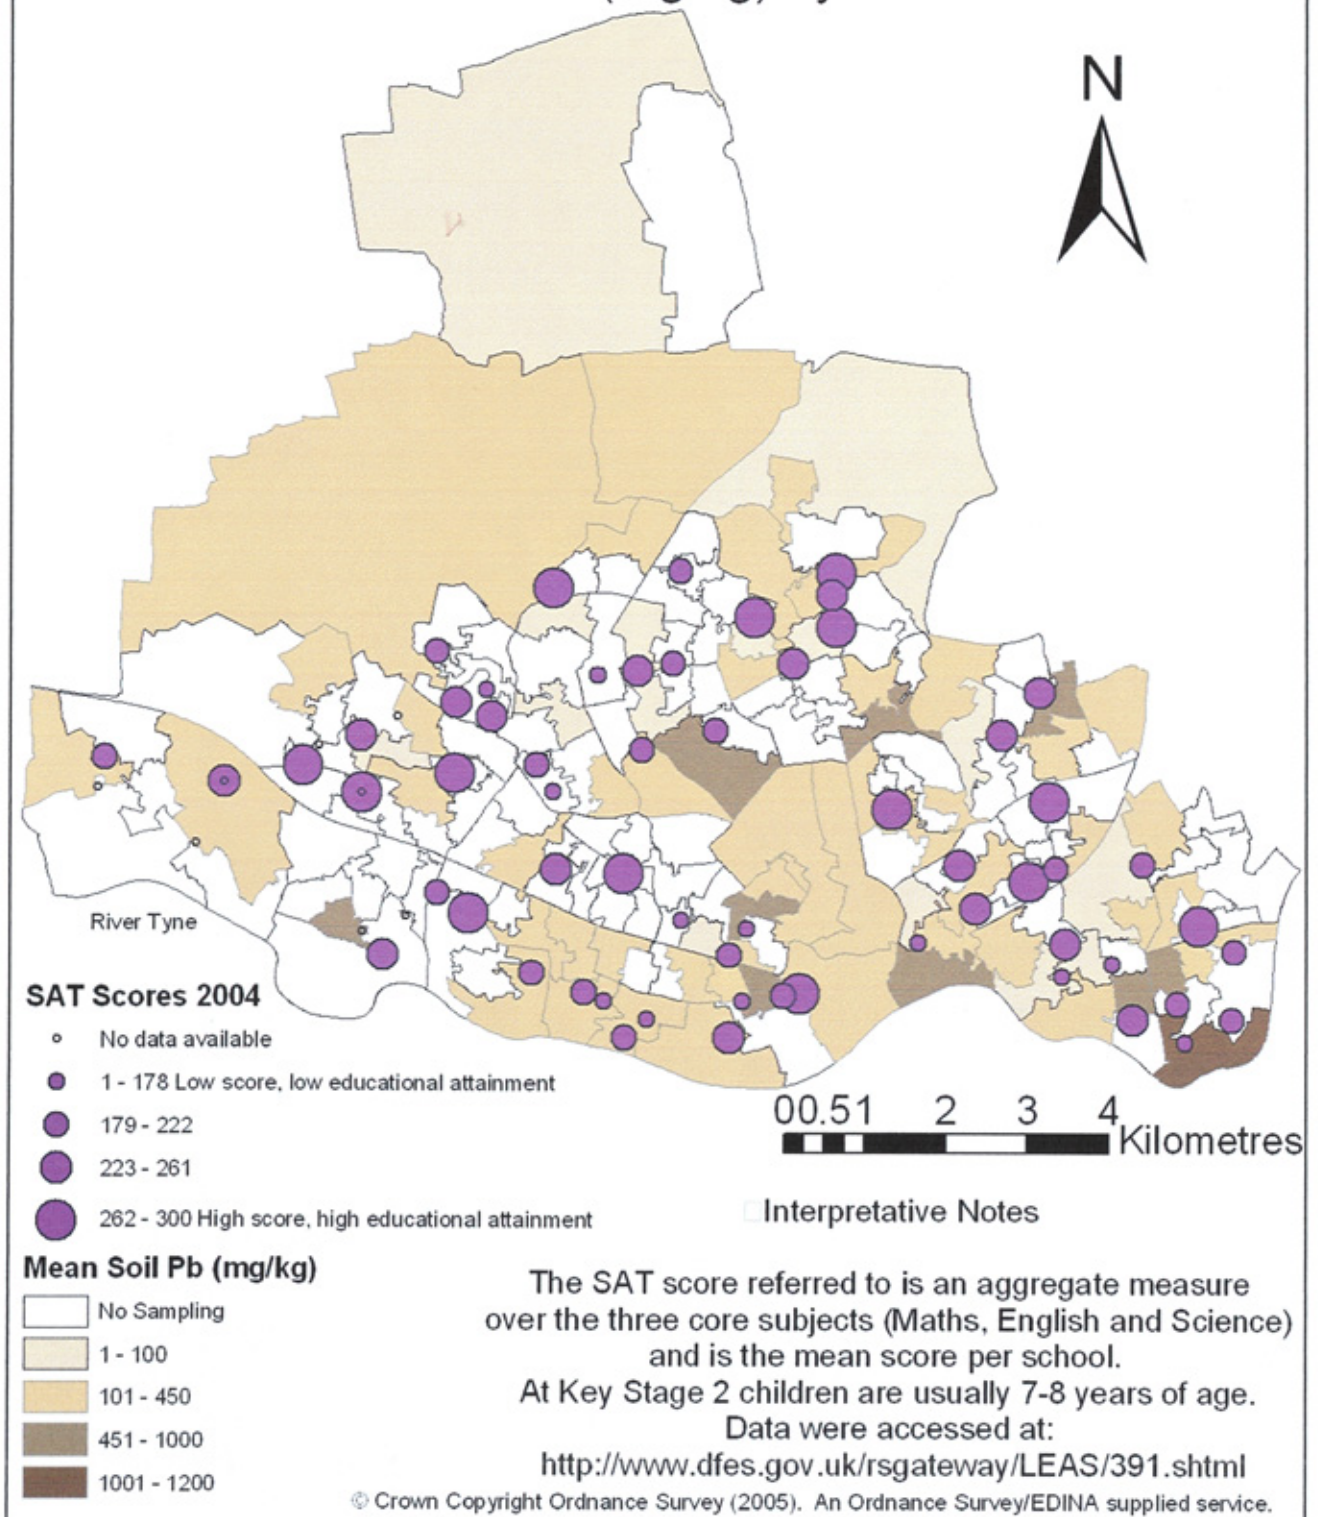 N
River Tyne
SAT Scores 2004
No data available
1 - 178 Low score, low educational attainment
179 - 222
223 - 261
262 - 300 High score, high educational attainment
Mean Soil Pb (mg/kg)
No Sampling
1 - 100
101 - 450
451 - 1000
1001 - 1200
00.51 2 3 4
Kilometres
Interpretative Notes
The SAT score referred to is an aggregate measure
over the three core subjects (Maths, English and Science)
and is the mean score per school.
At Key Stage 2 children are usually 7-8 years of age.
Data were accessed at:
http://www.dfes.gov.uk/rsgateway/LEAS/391.shtml
© Crown Copyright Ordnance Survey (2005). An Ordnance Survey/EDINA supplied service.